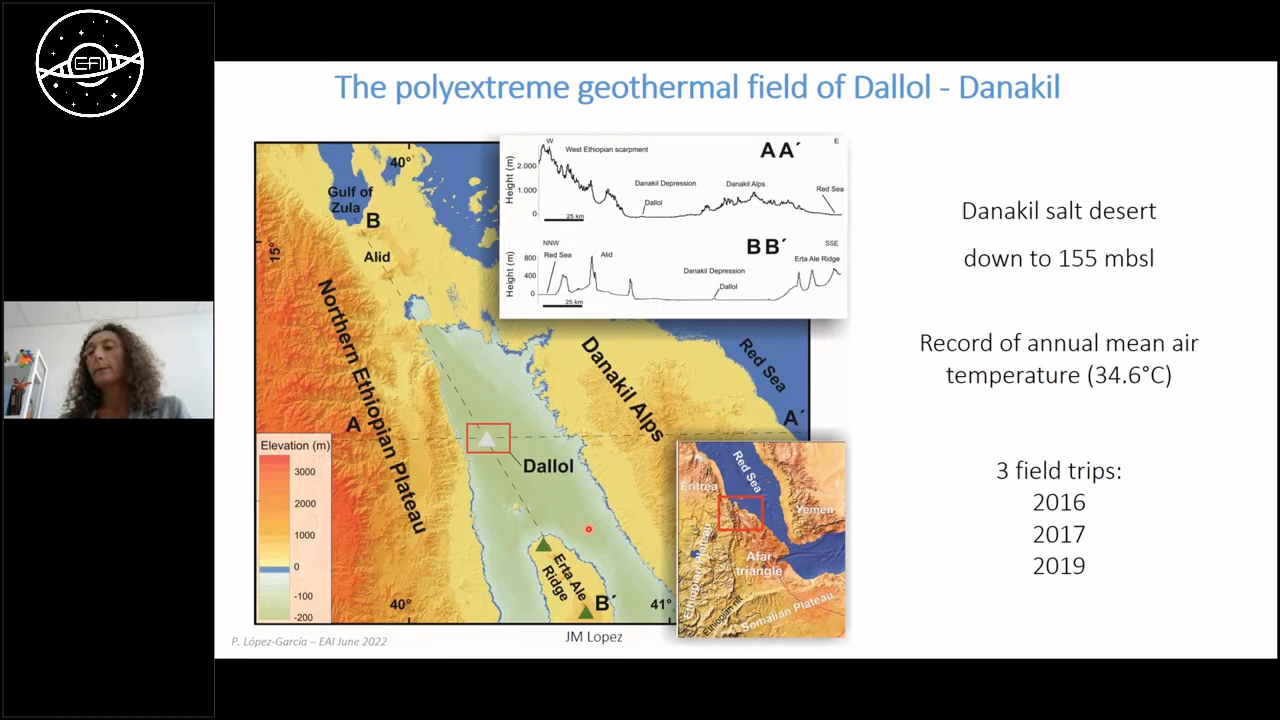 EAI
The polyextreme geothermal field of Dallol - Danakil
40°
Gulf of
Zula
B
15°
Alid
Northern Ethiopian Plateau
A
Danakil Alps
Red Sea
A´
Dallol
Erta Ale
Ridge
B´
40°
41°
Elevation (m)
3000
2000
1000
0
-100
-200
W
West Ethiopian scarpment
AA´
E
Height (m)
2.000
1.000
0
Danakil Depression
Danakil Alps
Red Sea
Dallol
25 km
NNW
BB´
SSE
Red Sea
Alid
Erta Ale Ridge
Height (m)
800
400
0
Danakil Depression
Dallol
25 km
Red Sea
Eritrea
Yemen
Ethiopian Plateau
Afar
triangle
Ethiopian rift
Somalian Plateau
Danakil salt desert
down to 155 mbsl
Record of annual mean air
temperature (34.6°C)
3 field trips:
2016
2017
2019
P. López-García – EAI June 2022
JM Lopez